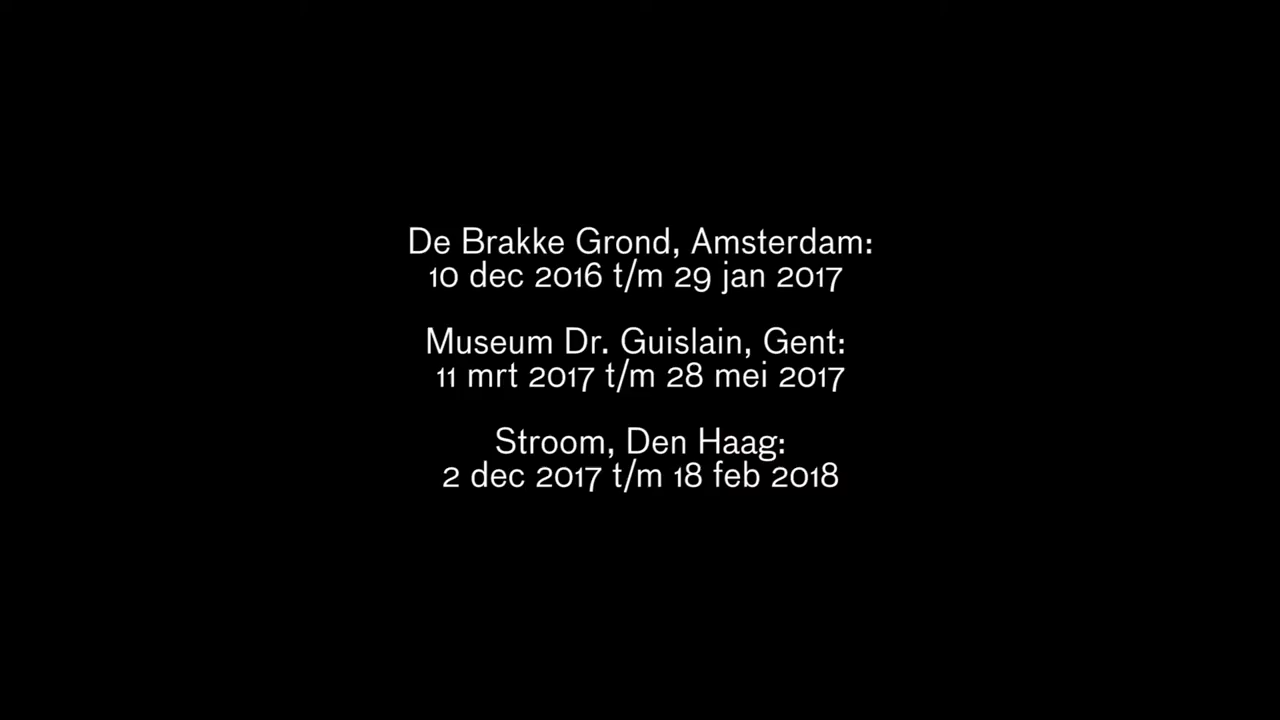 De Brakke Grond, Amsterdam:
10 dec 2016 t/m 29 jan 2017
Museum Dr. Guislain, Gent:
11 mrt 2017 t/m 28 mei 2017
Stroom, Den Haag:
2 dec 2017 t/m 18 feb 2018